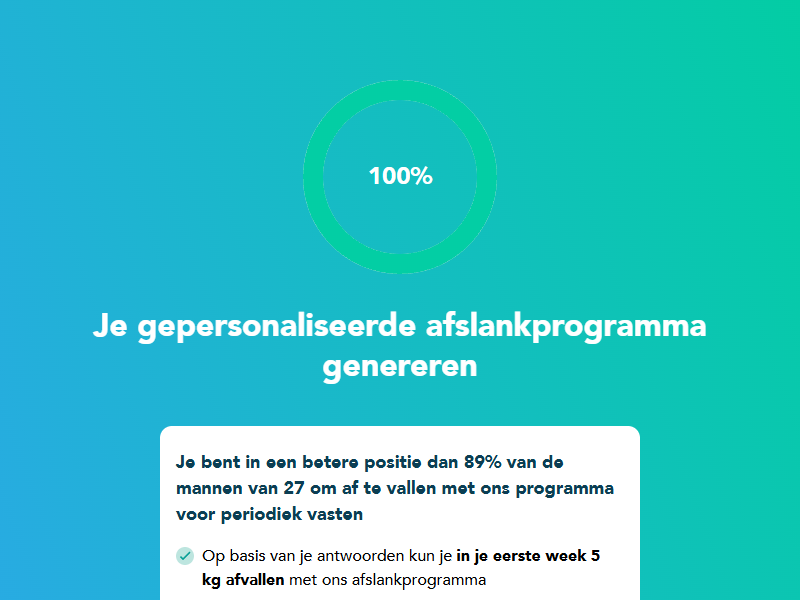 100%
Je gepersonaliseerde afslankprogramma
genereren
Je bent in een betere positie dan 89% van de
mannen van 27 om af te vallen met ons programma
voor periodiek vasten
Op basis van je antwoorden kun je in je eerste week 5
kg afvallen met ons afslankprogramma